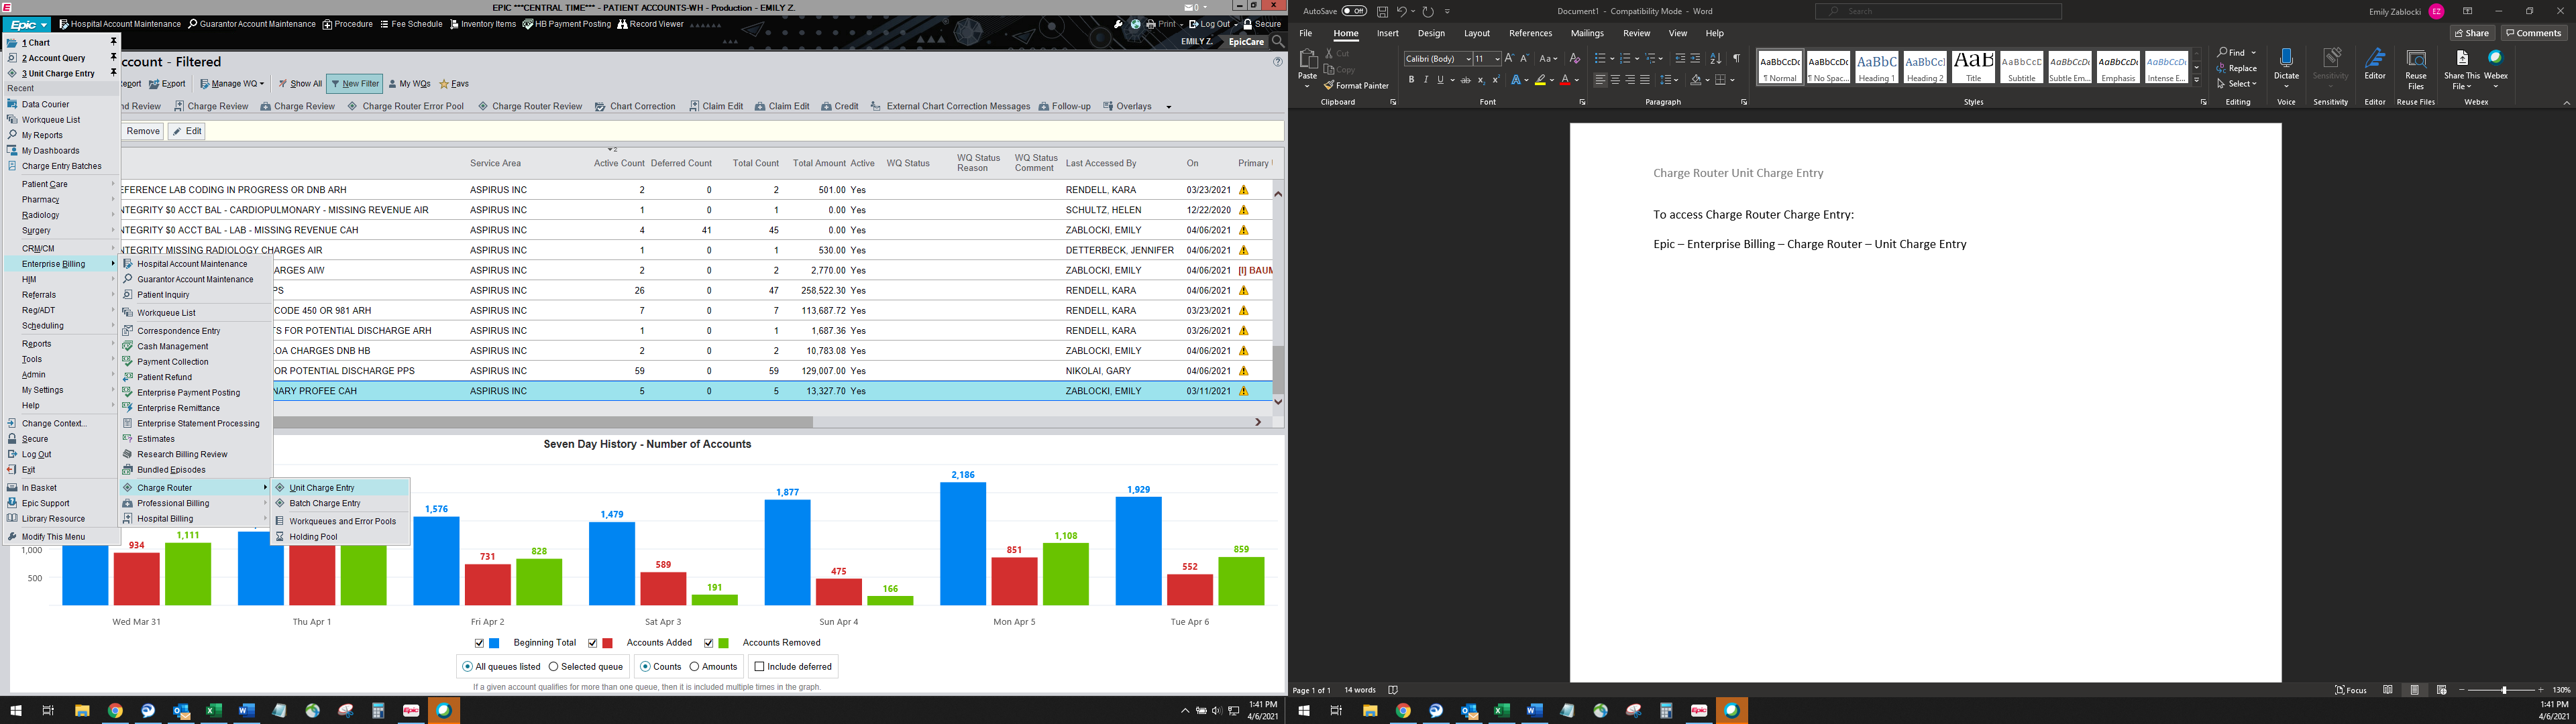 EPIC ***CENTRAL TIME*** - PATIENT ACCOUNTS-WH - Production - EMILY Z.
Epic
Hospital Account Maintenance
Guarantor Account Maintenance
Procedure
Fee Schedule
Inventory Items
HB Payment Posting
Record Viewer
Print
Log Out
Secure
EMILY Z.
EpicCare
1 Chart
2 Account Query
3 Unit Charge Entry
Recent
Data Courier
Workqueue List
My Reports
My Dashboards
Charge Entry Batches
Patient Care
Pharmacy
Radiology
Surgery
CRM/CM
Enterprise Billing
HIM
Referrals
Reg/ADT
Scheduling
Reports
Tools
Admin
My Settings
Help
Change Context...
Secure
Log Out
Exit
In Basket
Epic Support
Library Resource
Modify This Menu
Hospital Account Maintenance
Guarantor Account Maintenance
Patient Inquiry
Workqueue List
Correspondence Entry
Cash Management
Payment Collection
Patient Refund
Enterprise Payment Posting
Enterprise Remittance
Enterprise Statement Processing
Estimates
Research Billing Review
Bundled Episodes
Charge Router
Professional Billing
Hospital Billing
Unit Charge Entry
Batch Charge Entry
Workqueues and Error Pools
Holding Pool
ccount - Filtered
eport Export Manage WQ Show All New Filter My WQs Favs
nd Review Charge Review Charge Review Charge Router Error Pool Charge Router Review Chart Correction Claim Edit Claim Edit Credit External Chart Correction Messages Follow-up Overlays
Remove Edit
Service Area Active Count Deferred Count Total Count Total Amount Active WQ Status WQ Status Reason WQ Status Comment Last Accessed By On Primary
EFERENCE LAB CODING IN PROGRESS OR DNB ARH ASPIRUS INC 2 0 2 501.00 Yes RENDELL, KARA 03/23/2021
NTEGRITY $0 ACCT BAL - CARDIOPULMONARY - MISSING REVENUE AIR ASPIRUS INC 1 0 1 0.00 Yes SCHULTZ, HELEN 12/22/2020
NTEGRITY $0 ACCT BAL - LAB - MISSING REVENUE CAH ASPIRUS INC 4 41 45 0.00 Yes ZABLOCKI, EMILY 04/06/2021
NTEGRITY MISSING RADIOLOGY CHARGES AIR ASPIRUS INC 1 0 1 530.00 Yes DETTERBECK, JENNIFER 04/06/2021
ARGES AIW ASPIRUS INC 2 0 2 2,770.00 Yes ZABLOCKI, EMILY 04/06/2021 [I] BAUM
PS ASPIRUS INC 26 0 47 258,522.30 Yes RENDELL, KARA 04/06/2021
CODE 450 OR 981 ARH ASPIRUS INC 7 0 7 113,687.72 Yes RENDELL, KARA 03/23/2021
S FOR POTENTIAL DISCHARGE ARH ASPIRUS INC 1 0 1 1,687.36 Yes RENDELL, KARA 03/26/2021
OA CHARGES DNB HB ASPIRUS INC 2 0 2 10,783.08 Yes ZABLOCKI, EMILY 04/06/2021
OR POTENTIAL DISCHARGE PPS ASPIRUS INC 59 0 59 129,007.00 Yes NIKOLAI, GARY 04/06/2021
NARY PROFEE CAH ASPIRUS INC 5 0 5 13,327.70 Yes ZABLOCKI, EMILY 03/11/2021
Seven Day History - Number of Accounts
1,000
500
934 1,111
1,576 731 828
1,479 589 191
1,877 475 166
2,186 851 1,108
1,929 552 859
Wed Mar 31 Thu Apr 1 Fri Apr 2 Sat Apr 3 Sun Apr 4 Mon Apr 5 Tue Apr 6
Beginning Total Accounts Added Accounts Removed
All queues listed Selected queue Counts Amounts Include deferred
If a given account qualifies for more than one queue, then it is included multiple times in the graph.
1:41 PM
4/6/2021
AutoSave Off
Document1 - Compatibility Mode - Word
Search
Emily Zablocki EZ
File Home Insert Design Layout References Mailings Review View Help
Share Comments
Paste
Cut
Copy
Format Painter
Clipboard
Calibri (Body) 11
Font
Paragraph
AaBbCcDc ¶ Normal
AaBbCcDc ¶ No Spac...
AaBbC Heading 1
AaBbCc Heading 2
AaB Title
AaBbCcD Subtitle
AaBbCcDc Subtle Em...
AaBbCcDc Emphasis
AaBbCcDc Intense E...
Styles
Find
Replace
Select
Editing
Dictate
Voice
Sensitivity
Sensitivity
Editor
Editor
Reuse Files
Reuse Files
Share This File
Webex
Webex
Charge Router Unit Charge Entry
To access Charge Router Charge Entry:
Epic – Enterprise Billing – Charge Router – Unit Charge Entry
Page 1 of 1 14 words
Focus
130%
1:41 PM
4/6/2021